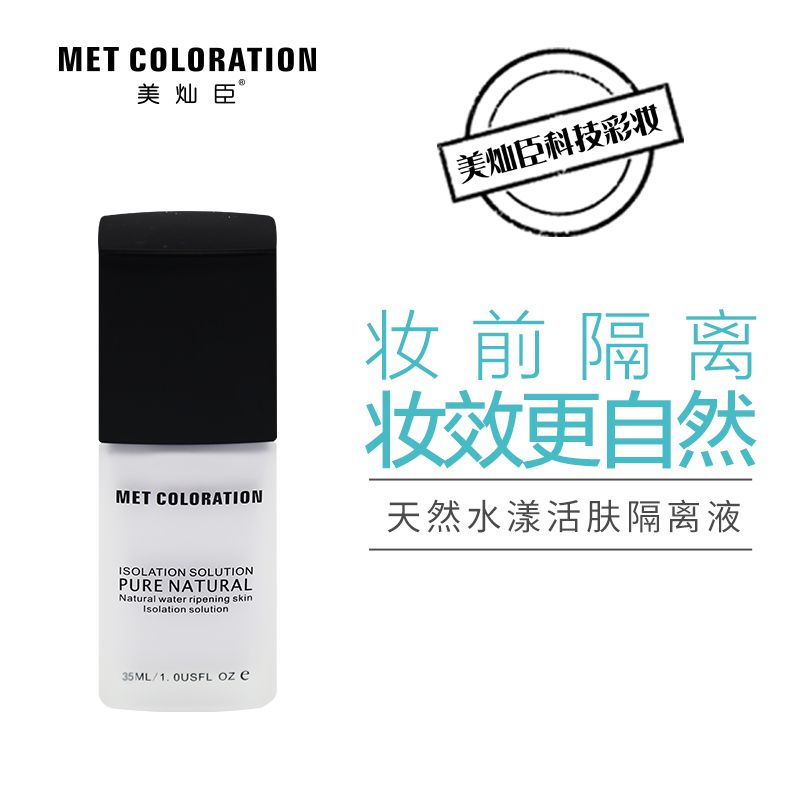 MET COLORATION
美灿臣®
美灿臣科技彩妆
妆前隔离
妆效更自然
天然水漾活肤隔离液
MET COLORATION
ISOLATION SOLUTION
PURE NATURAL
Natural water ripening skin
Isolation solution
35ML/1.0USFL OZ e